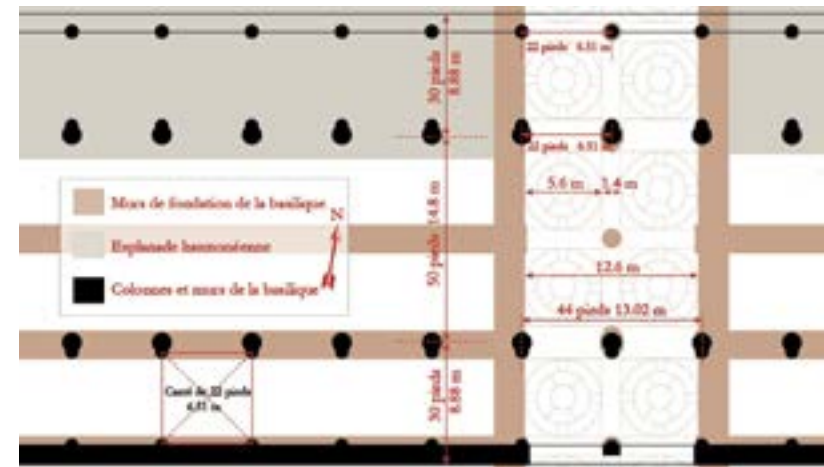 22 pieds 6.51 m
30 pieds
8.88 m
22 pieds 6.51 m
5.6 m 1.4 m
Murs de fondation de la basilique
N
Esplanade hasmonéenne
Colonnes et murs de la basilique
50 pieds 14.8 m
12.6 m
44 pieds 13.02 m
Carré de 22 pieds
6.51 m
30 pieds
8.88 m